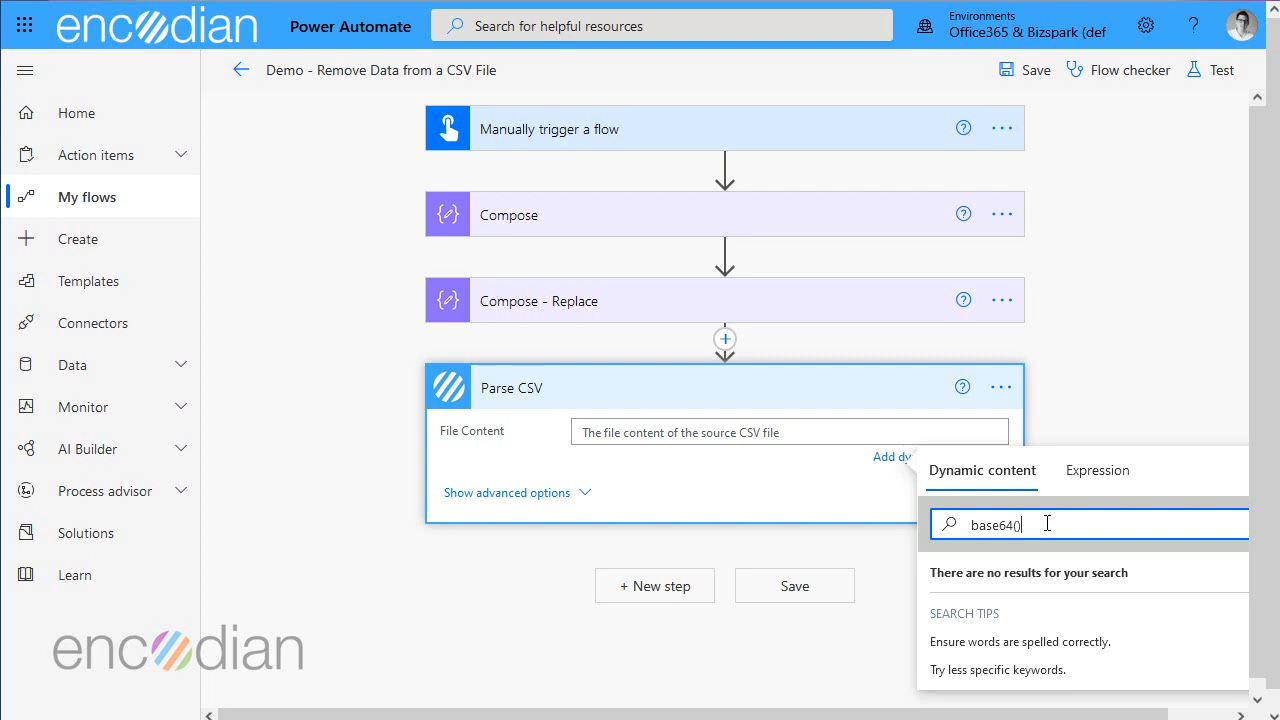 encodian
Power Automate
Search for helpful resources
Environments
Office365 & Bizspark (def
Demo - Remove Data from a CSV File
Save
Flow checker
Test
Home
Action items
My flows
Create
Templates
Connectors
Data
Monitor
AI Builder
Process advisor
Solutions
Learn
Manually trigger a flow
Compose
Compose - Replace
Parse CSV
File Content
The file content of the source CSV file
Add dy
Show advanced options
+ New step
Save
Dynamic content
Expression
base64()
There are no results for your search
SEARCH TIPS
Ensure words are spelled correctly.
Try less specific keywords.
encodian